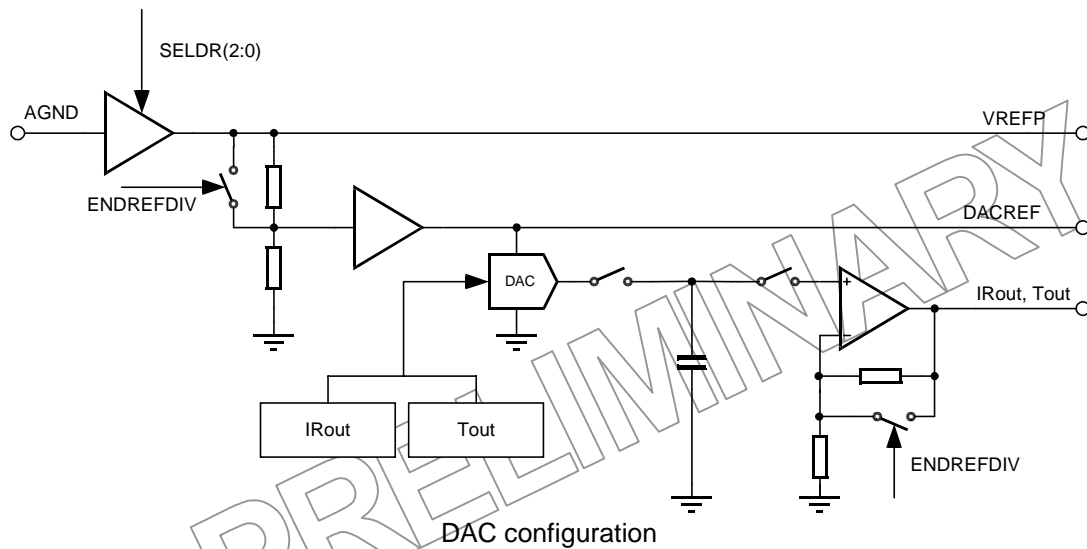 SELDR(2:0)
AGND
VREFP
ENDREFDIV
DACREF
DAC
IRout, Tout
+
−
IRout
Tout
ENDREFDIV
DAC configuration
PRELIMINARY